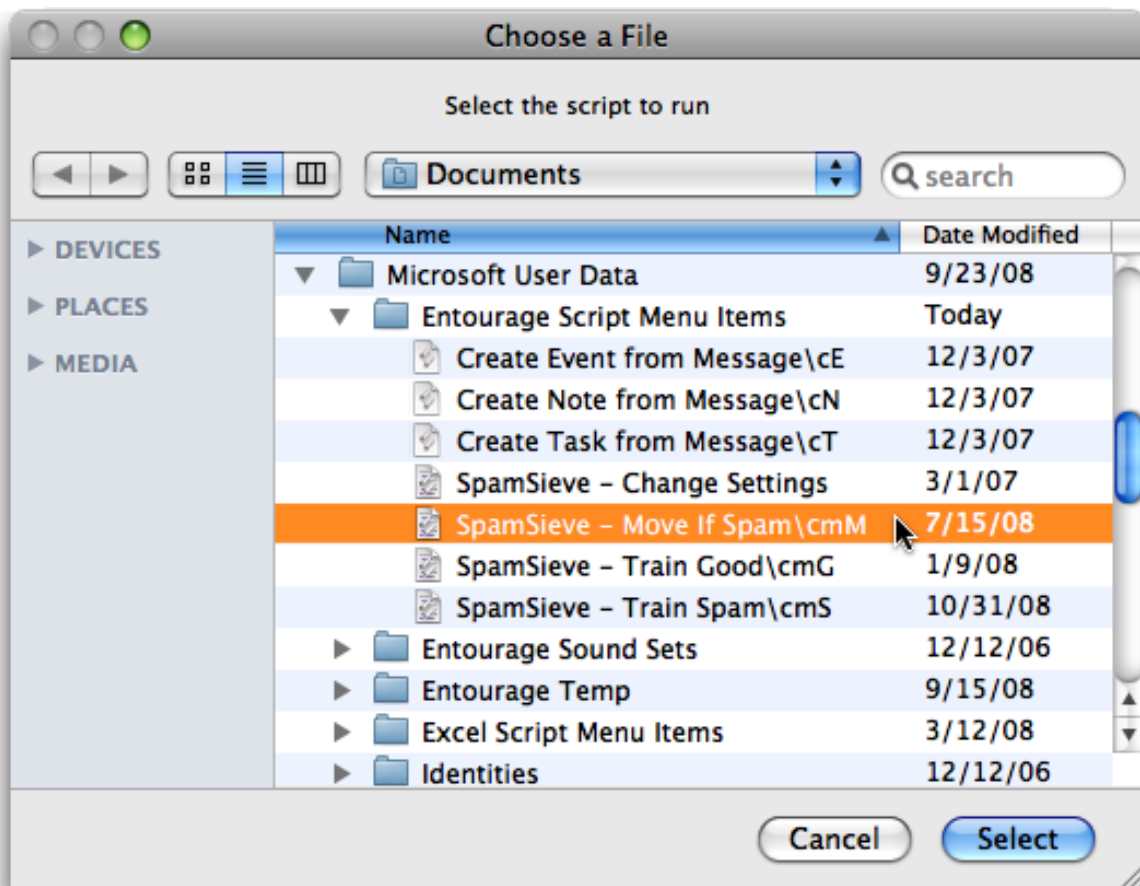 Choose a File
Select the script to run
Documents
search
DEVICES
PLACES
MEDIA
Name Date Modified
Microsoft User Data 9/23/08
Entourage Script Menu Items Today
Create Event from Message\cE 12/3/07
Create Note from Message\cN 12/3/07
Create Task from Message\cT 12/3/07
SpamSieve – Change Settings 3/1/07
SpamSieve – Move If Spam\cmM 7/15/08
SpamSieve – Train Good\cmG 1/9/08
SpamSieve – Train Spam\cmS 10/31/08
Entourage Sound Sets 12/12/06
Entourage Temp 9/15/08
Excel Script Menu Items 3/12/08
Identities 12/12/06
Cancel Select